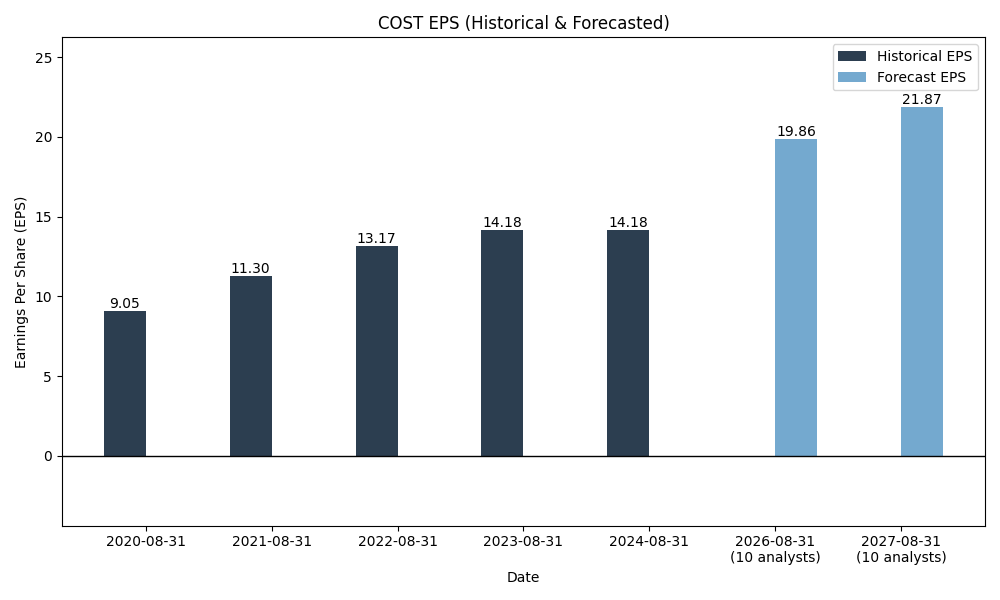 COST EPS (Historical & Forecasted)
Historical EPS
Forecast EPS
Earnings Per Share (EPS)
25
20
15
10
5
0
9.05
11.30
13.17
14.18
14.18
19.86
21.87
2020-08-31
2021-08-31
2022-08-31
2023-08-31
2024-08-31
2026-08-31
(10 analysts)
2027-08-31
(10 analysts)
Date